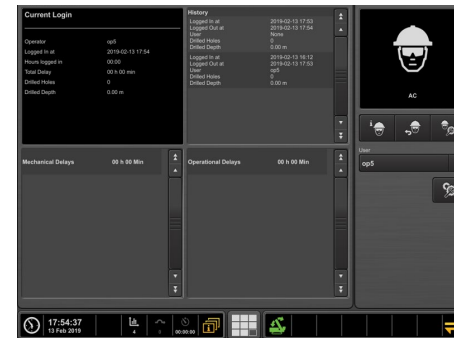 Current Login
Operator op5
Logged In at 2019-02-13 17:54
Hours logged in 00:00
Total Delay 00 h 00 min
Drilled Holes 0
Drilled Depth 0.00 m
History
Logged In at 2019-02-13 17:53
Logged Out at 2019-02-13 17:54
User None
Drilled Holes 0
Drilled Depth 0.00 m
Logged In at 2019-02-13 16:12
Logged Out at 2019-02-13 17:53
User op5
Drilled Holes 0
Drilled Depth 0.00 m
AC
User
op5
Mechanical Delays 00 h 00 Min
Operational Delays 00 h 00 Min
17:54:37
13 Feb 2019
4
0
00:00:00